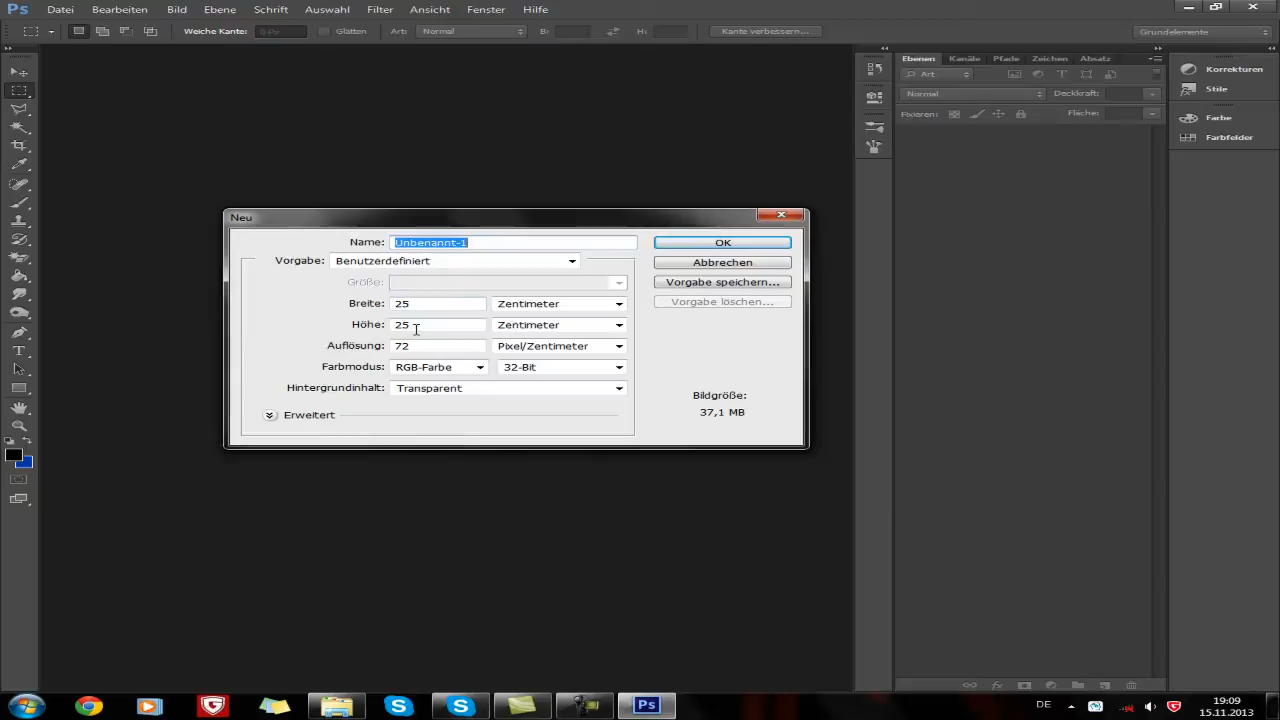 Ps Datei Bearbeiten Bild Ebene Schrift Auswahl Filter Ansicht Fenster Hilfe
Weiche Kante: 0 Px Glätten Art: Normal B: H: Kante verbessern... Grundelemente
Ebenen Kanäle Pfade Zeichen Absatz
Korrekturen
Art
Stile
Normal Deckkraft:
Fixieren: Fläche:
Farbe
Farbfelder
Neu
Name: Unbenannt-1 OK
Vorgabe: Benutzerdefiniert Abbrechen
Größe: Vorgabe speichern...
Breite: 25 Zentimeter Vorgabe löschen...
Höhe: 25 Zentimeter
Auflösung: 72 Pixel/Zentimeter
Farbmodus: RGB-Farbe 32-Bit
Hintergrundinhalt: Transparent
Bildgröße:
37,1 MB
Erweitert
T
fx
DE 19:09
15.11.2013